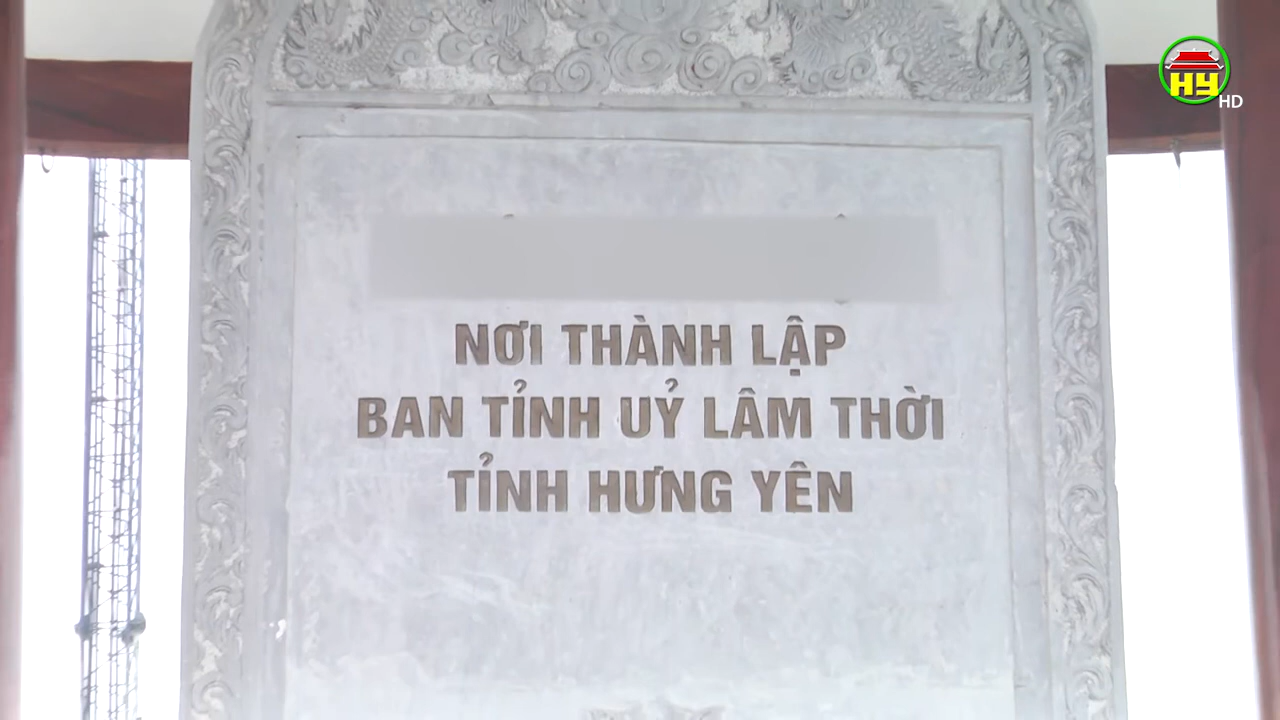 HY
HD
NƠI THÀNH LẬP
BAN TỈNH UỶ LÂM THỜI
TỈNH HƯNG YÊN